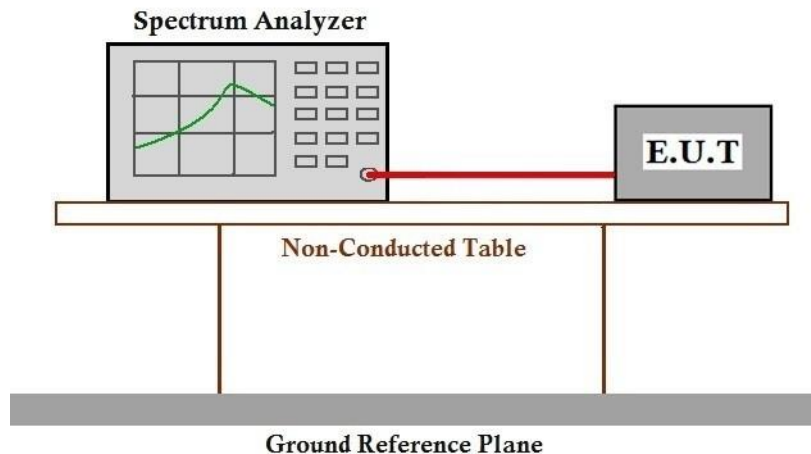 Spectrum Analyzer
E.U.T
Non-Conducted Table
Ground Reference Plane